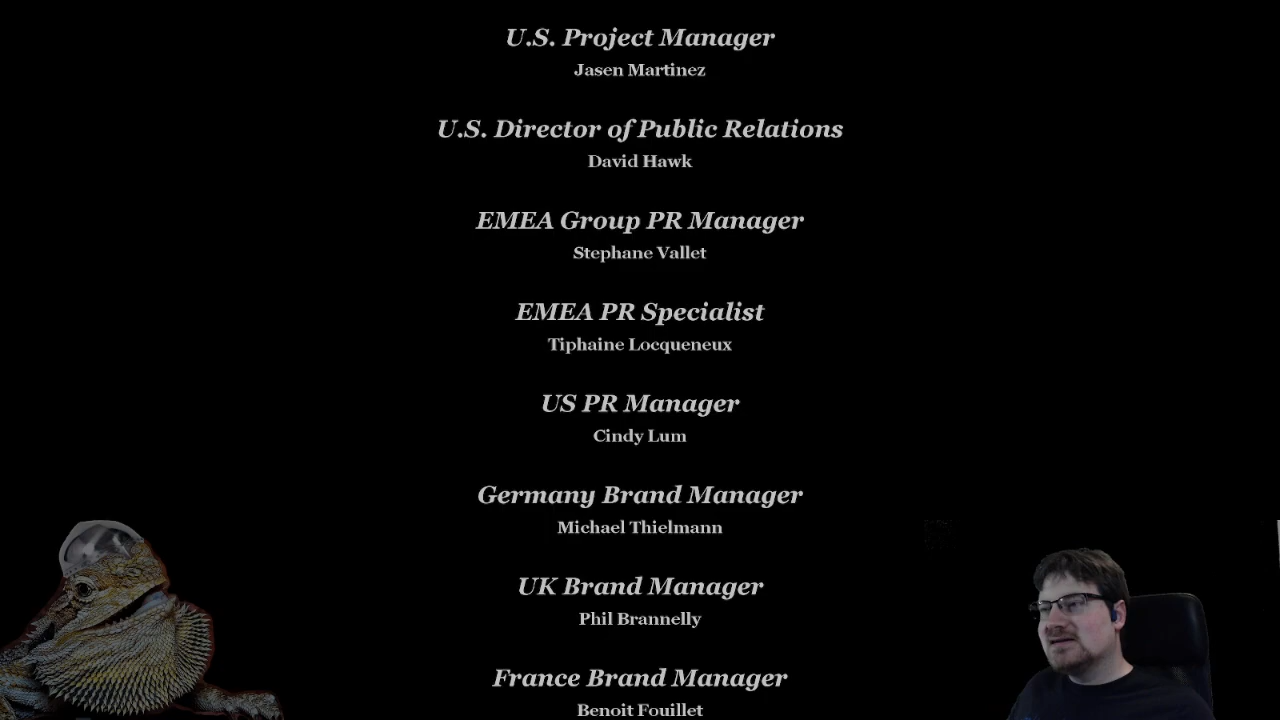 U.S. Project Manager
Jasen Martinez
U.S. Director of Public Relations
David Hawk
EMEA Group PR Manager
Stephane Vallet
EMEA PR Specialist
Tiphaine Locqueneux
US PR Manager
Cindy Lum
Germany Brand Manager
Michael Thielmann
UK Brand Manager
Phil Brannelly
France Brand Manager
Benoit Fouillet